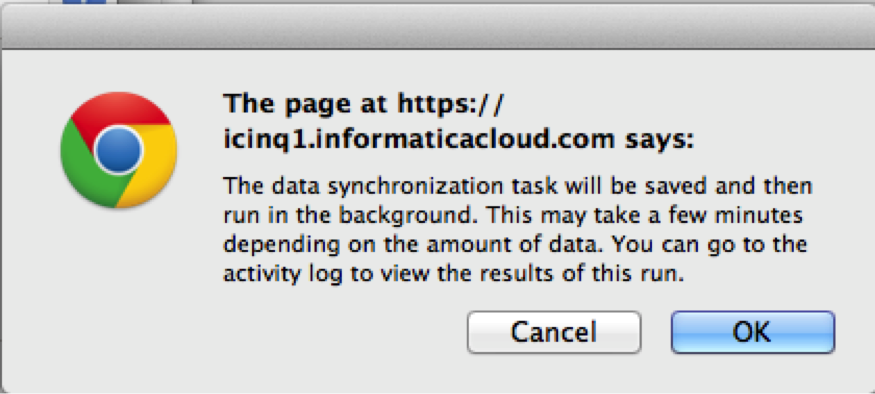 The page at https://
icinq1.informaticacloud.com says:
The data synchronization task will be saved and then
run in the background. This may take a few minutes
depending on the amount of data. You can go to the
activity log to view the results of this run.
Cancel
OK